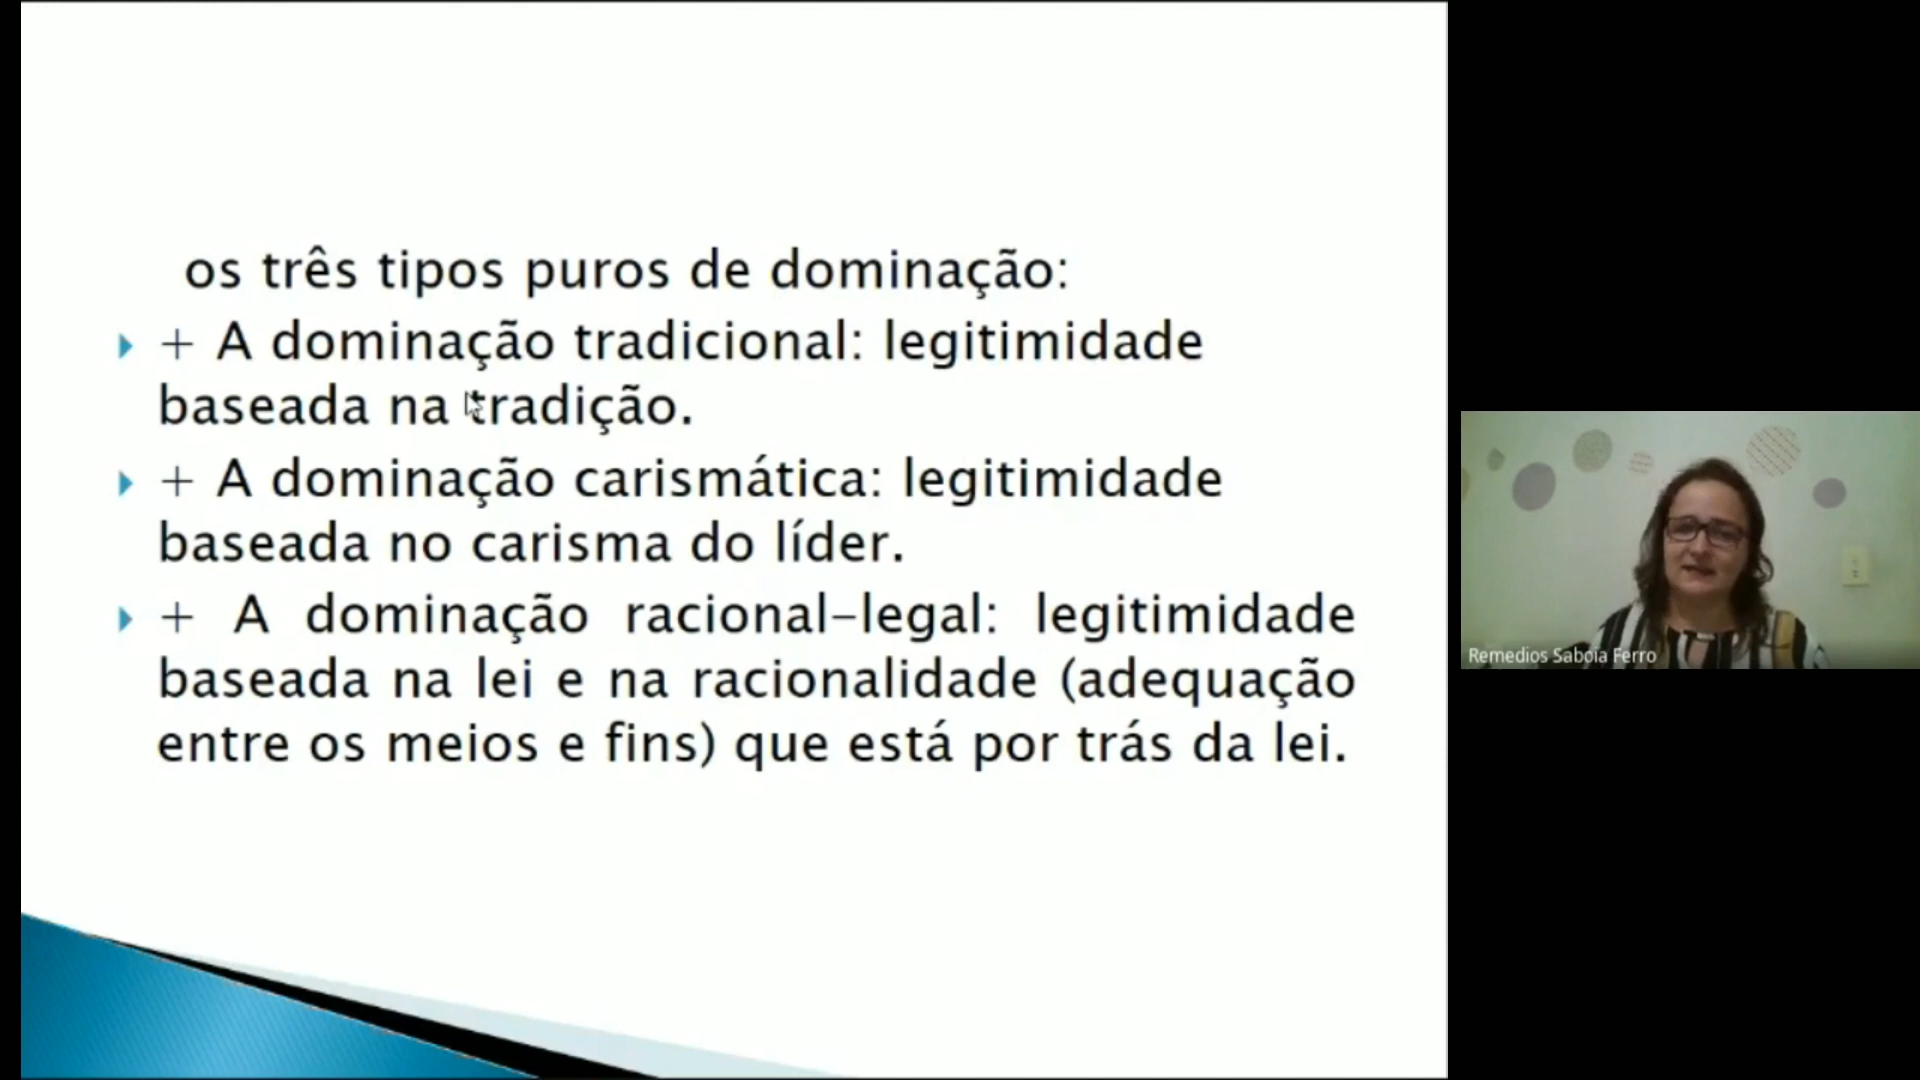 os três tipos puros de dominação:
+ A dominação tradicional: legitimidade
baseada na tradição.
+ A dominação carismática: legitimidade
baseada no carisma do líder.
+ A dominação racional-legal: legitimidade
baseada na lei e na racionalidade (adequação
entre os meios e fins) que está por trás da lei.
Remedios Saboia Ferro